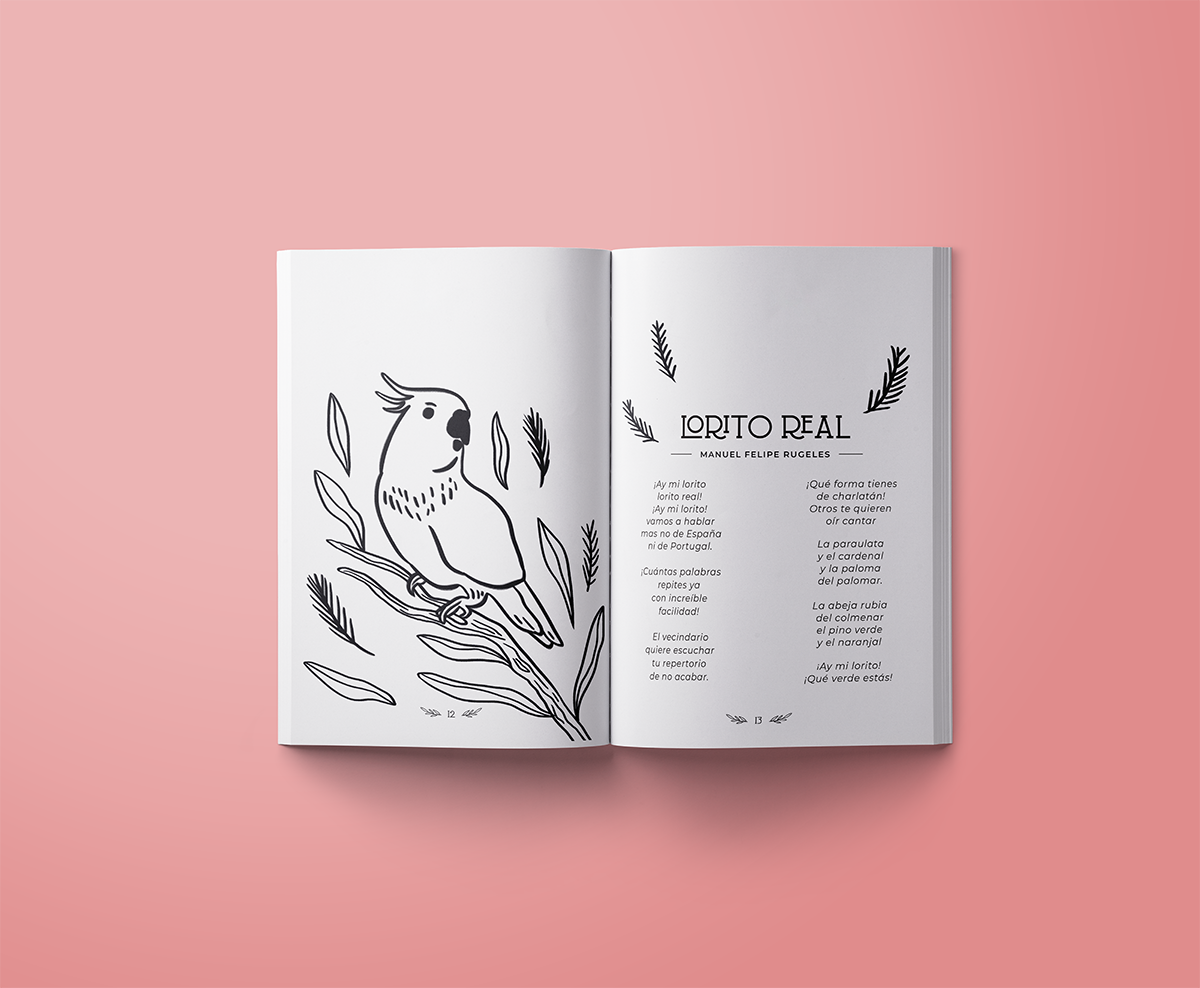 LORITO REAL
MANUEL FELIPE RUGELES
¡Ay mi lorito
lorito real!
¡Ay mi lorito!
vamos a hablar
mas no de España
ni de Portugal.
¡Cuántas palabras
repites ya
con increíble
facilidad!
El vecindario
quiere escuchar
tu repertorio
de no acabar.
¡Qué forma tienes
de charlatán!
Otros te quieren
oír cantar
La paraulata
y el cardenal
y la paloma
del palomar.
La abeja rubia
del colmenar
el pino verde
y el naranjal
¡Ay mi lorito!
¡Qué verde estás!
12
13